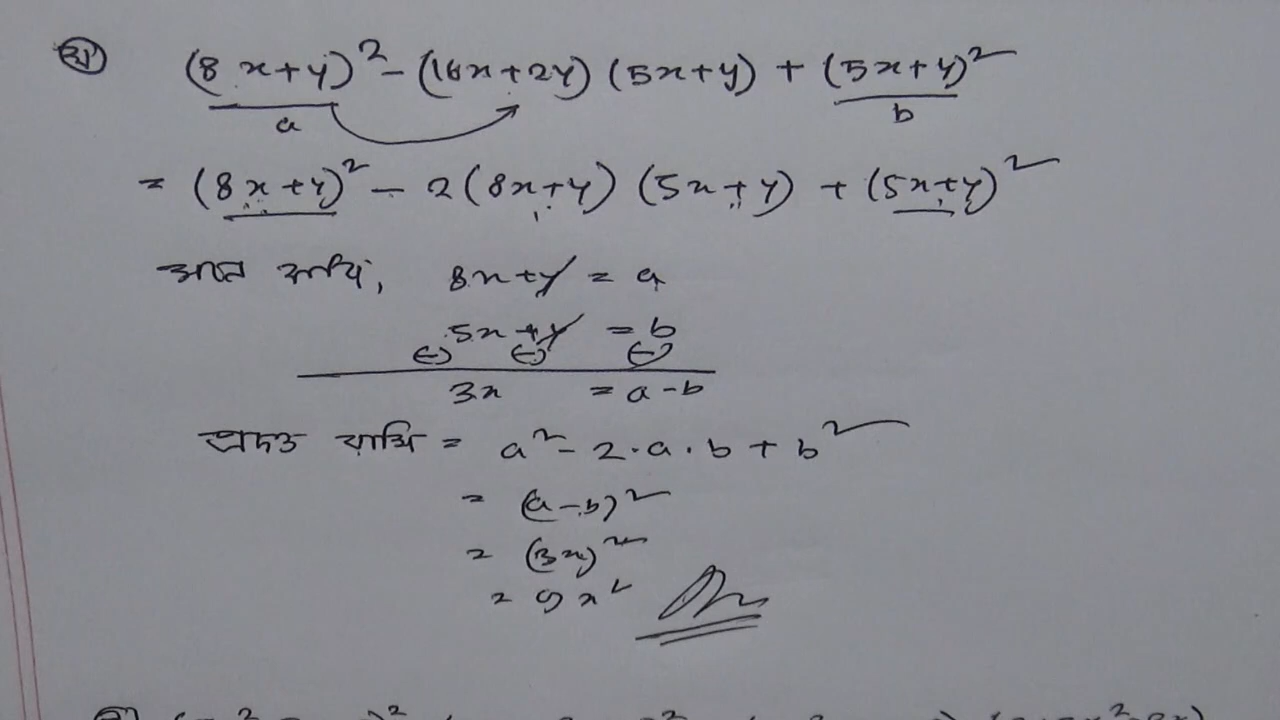 (8x+y)² - (16x+2y) (5x+y) + (5x+y)²
a b
= (8x+y)² - 2(8x+y) (5x+y) + (5x+y)²
মনে করি, 8x+y = a
5x+y = b
(-) (-) (-)
3x = a-b
প্রদত্ত রাশি = a² - 2·a·b + b²
= (a-b)²
= (3x)²
= 9x²